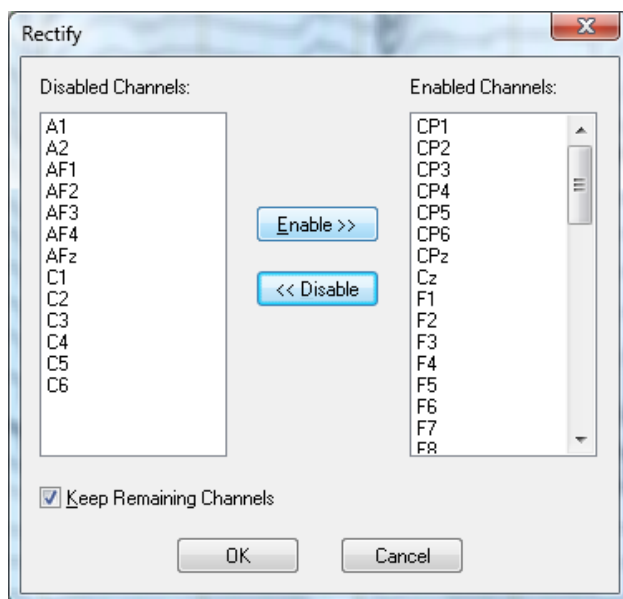 Rectify
Disabled Channels:
A1
A2
AF1
AF2
AF3
AF4
AFz
C1
C2
C3
C4
C5
C6
Enable >>
<< Disable
Enabled Channels:
CP1
CP2
CP3
CP4
CP5
CP6
CPz
Cz
F1
F2
F3
F4
F5
F6
F7
F8
Keep Remaining Channels
OK
Cancel